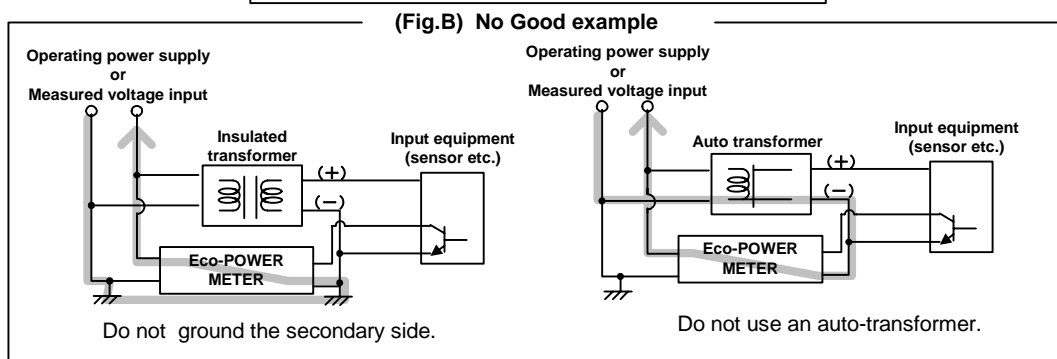 (Fig.B) No Good example
Operating power supply
or
Measured voltage input
Insulated
transformer
Input equipment
(sensor etc.)
(+)
(−)
Eco-POWER
METER
Do not ground the secondary side.
Operating power supply
or
Measured voltage input
Auto transformer
Input equipment
(sensor etc.)
(+)
(−)
Eco-POWER
METER
Do not use an auto-transformer.